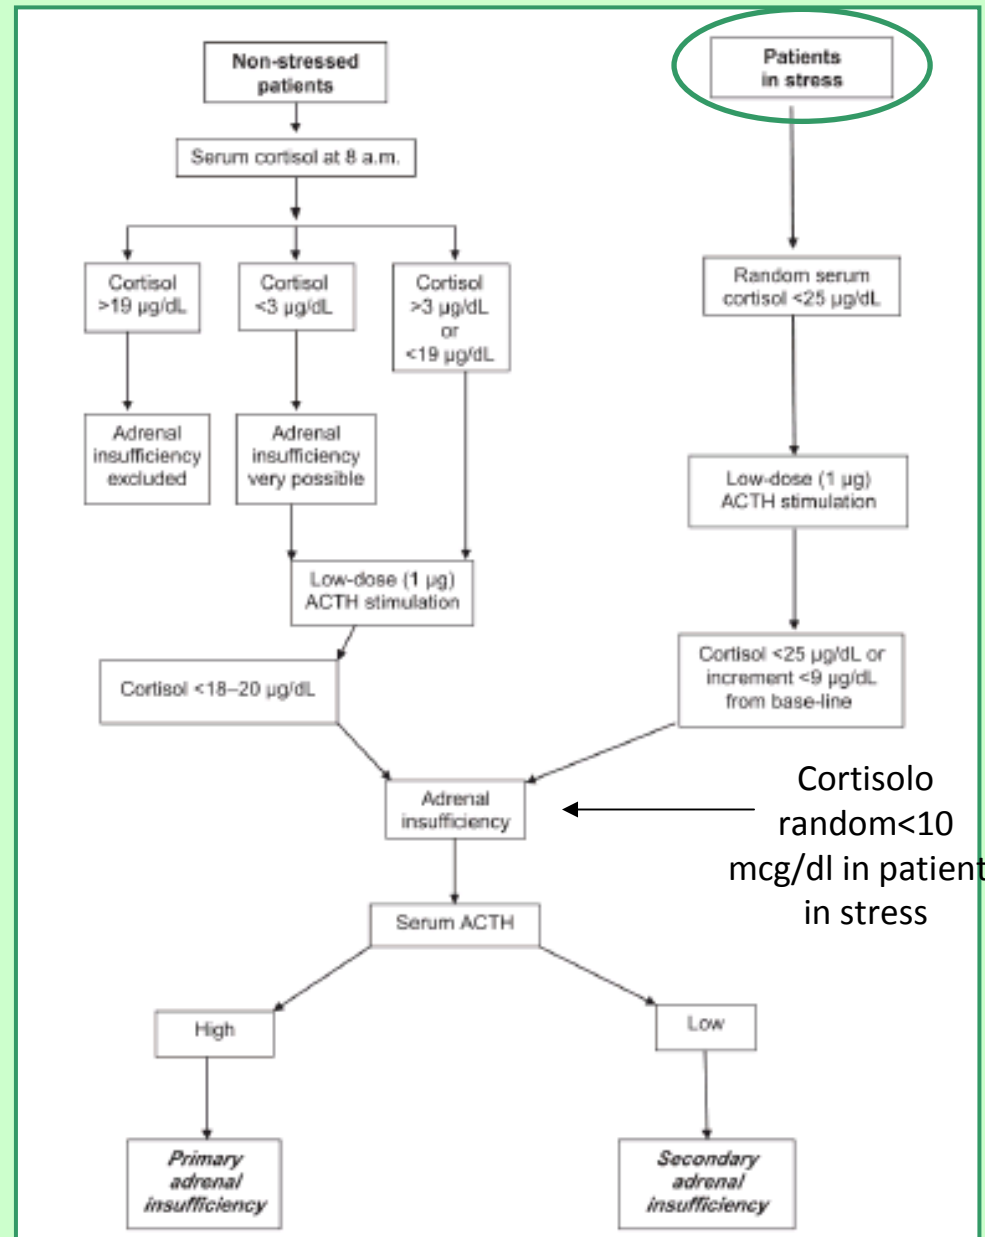 Non-stressed
patients
Patients
in stress
Serum cortisol at 8 a.m.
Cortisol
>19 µg/dL
Cortisol
<3 µg/dL
Cortisol
>3 µg/dL
or
<19 µg/dL
Random serum
cortisol <25 µg/dL
Adrenal
insufficiency
excluded
Adrenal
insufficiency
very possible
Low-dose (1 µg)
ACTH stimulation
Low-dose (1 µg)
ACTH stimulation
Cortisol <18–20 µg/dL
Cortisol <25 µg/dL or
increment <9 µg/dL
from base-line
Adrenal
insufficiency
Cortisolo
random<10
mcg/dl in patient
in stress
Serum ACTH
High
Low
Primary
adrenal
insufficiency
Secondary
adrenal
insufficiency